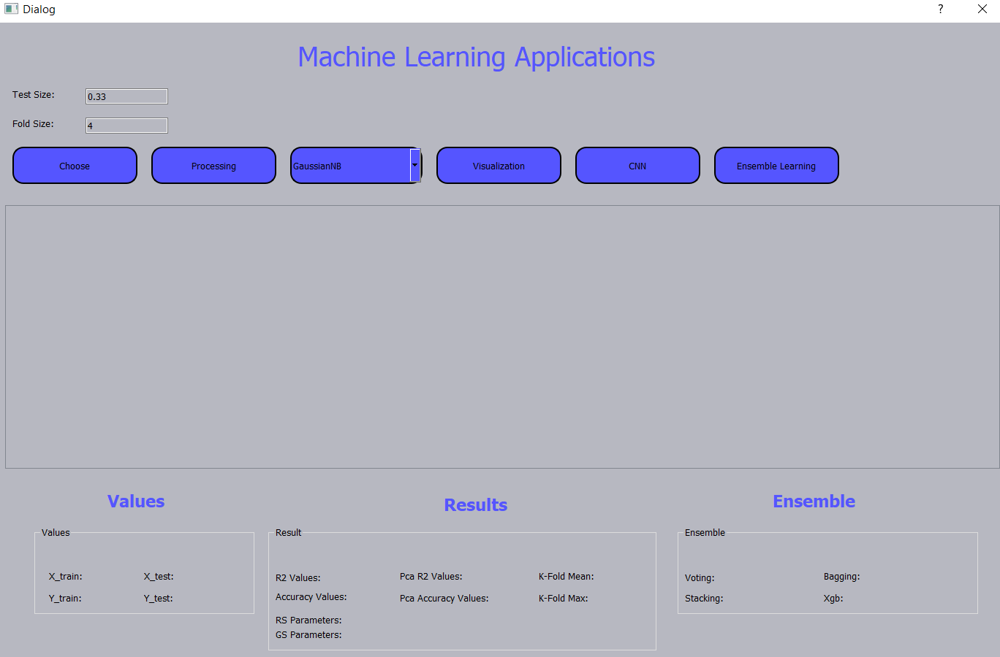 Dialog
?
Machine Learning Applications
Test Size: 0.33
Fold Size: 4
Choose Processing GaussianNB Visualization CNN Ensemble Learning
Values Results Ensemble
Values
X_train: X_test:
Y_train: Y_test:
Result
R2 Values: Pca R2 Values: K-Fold Mean:
Accuracy Values: Pca Accuracy Values: K-Fold Max:
RS Parameters:
GS Parameters:
Ensemble
Voting: Bagging:
Stacking: Xgb: